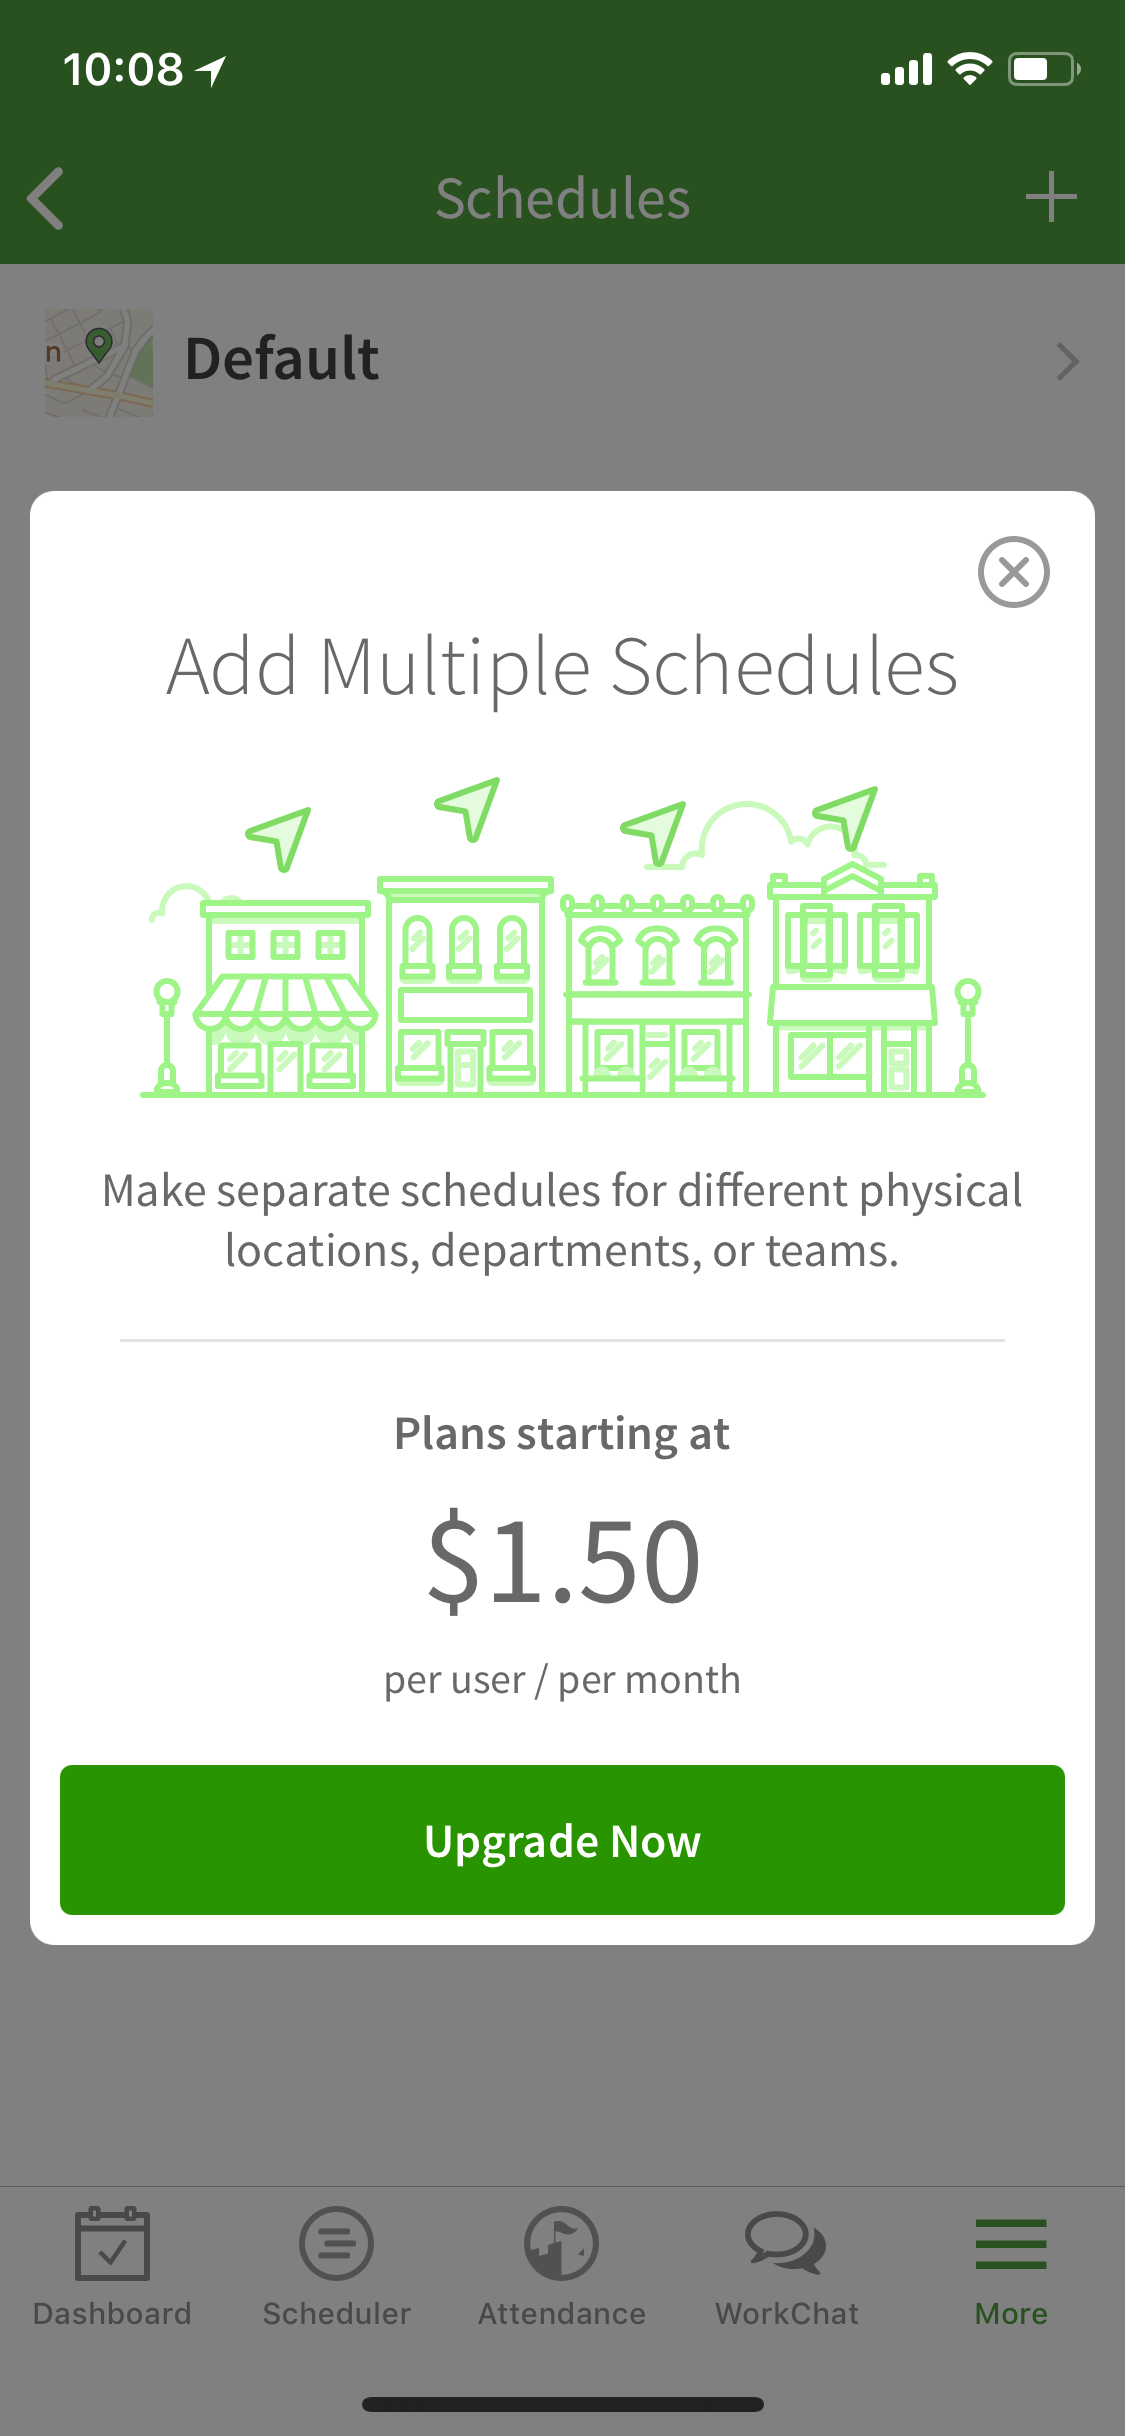 10:08
Schedules
n
Default
Add Multiple Schedules
Make separate schedules for different physical
locations, departments, or teams.
Plans starting at
$1.50
per user / per month
Upgrade Now
Dashboard
Scheduler
Attendance
WorkChat
More